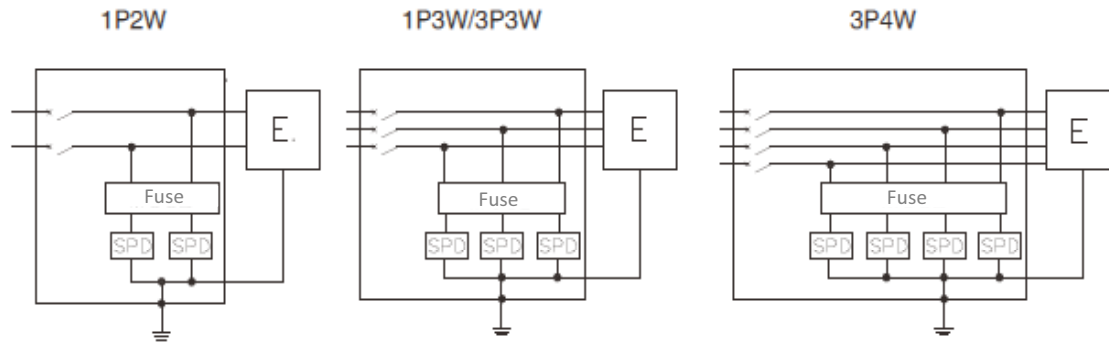 1P2W
1P3W/3P3W
3P4W
E
E
E
Fuse
Fuse
Fuse
SPD SPD
SPD SPD SPD
SPD SPD SPD SPD